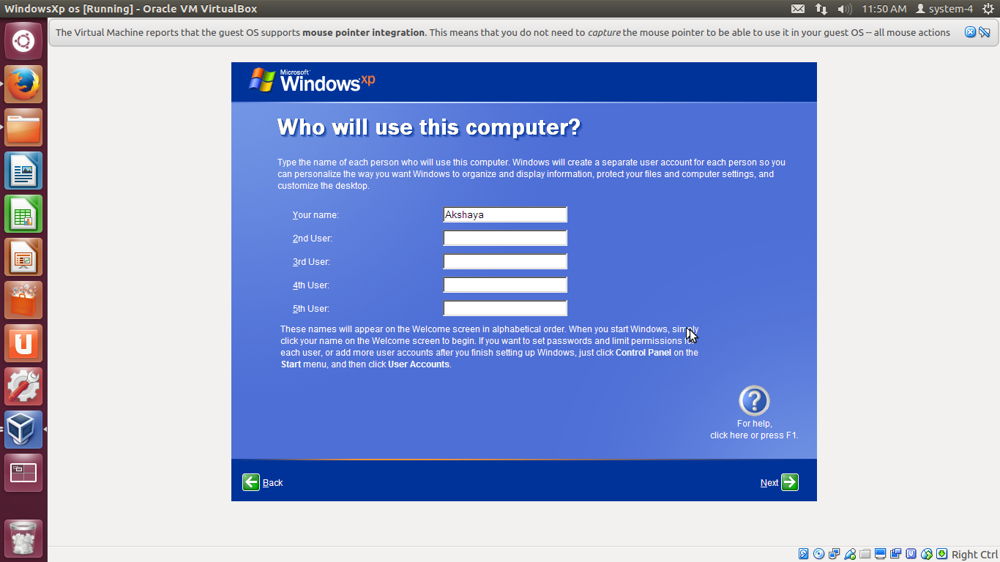 WindowsXp os [Running] - Oracle VM VirtualBox
11:50 AM
system-4
The Virtual Machine reports that the guest OS supports mouse pointer integration. This means that you do not need to capture the mouse pointer to be able to use it in your guest OS -- all mouse actions
Microsoft
Windows xp
Who will use this computer?
Type the name of each person who will use this computer. Windows will create a separate user account for each person so you
can personalize the way you want Windows to organize and display information, protect your files and computer settings, and
customize the desktop.
Your name:
Akshaya
2nd User:
3rd User:
4th User:
5th User:
These names will appear on the Welcome screen in alphabetical order. When you start Windows, simply
click your name on the Welcome screen to begin. If you want to set passwords and limit permissions
each user, or add more user accounts after you finish setting up Windows, just click Control Panel on the
Start menu, and then click User Accounts.
For help,
click here or press F1.
Back
Next
Right Ctrl